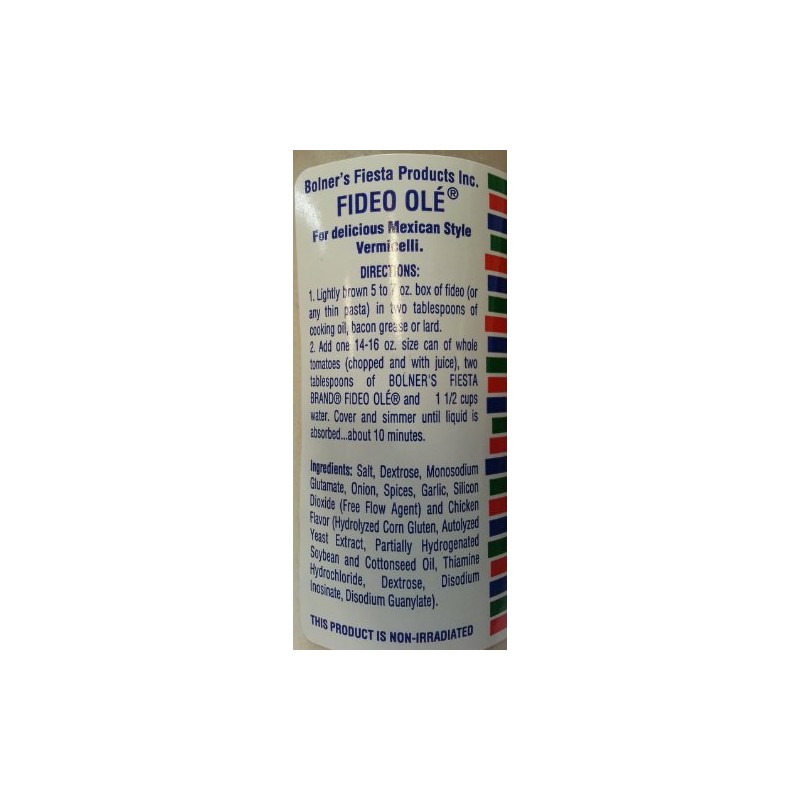 Bolner's Fiesta Products Inc.
FIDEO OLÉ®
For delicious Mexican Style
Vermicelli.
DIRECTIONS:
1. Lightly brown 5 to 7 oz. box of fideo (or
any thin pasta) in two tablespoons of
cooking oil, bacon grease or lard.
2. Add one 14-16 oz. size can of whole
tomatoes (chopped and with juice), two
tablespoons of BOLNER'S FIESTA
BRAND® FIDEO OLÉ® and 1 1/2 cups
water. Cover and simmer until liquid is
absorbed...about 10 minutes.
Ingredients: Salt, Dextrose, Monosodium
Glutamate, Onion, Spices, Garlic, Silicon
Dioxide (Free Flow Agent) and Chicken
Flavor (Hydrolyzed Corn Gluten, Autolyzed
Yeast Extract, Partially Hydrogenated
Soybean and Cottonseed Oil, Thiamine
Hydrochloride, Dextrose, Disodium
Inosinate, Disodium Guanylate).
THIS PRODUCT IS NON-IRRADIATED